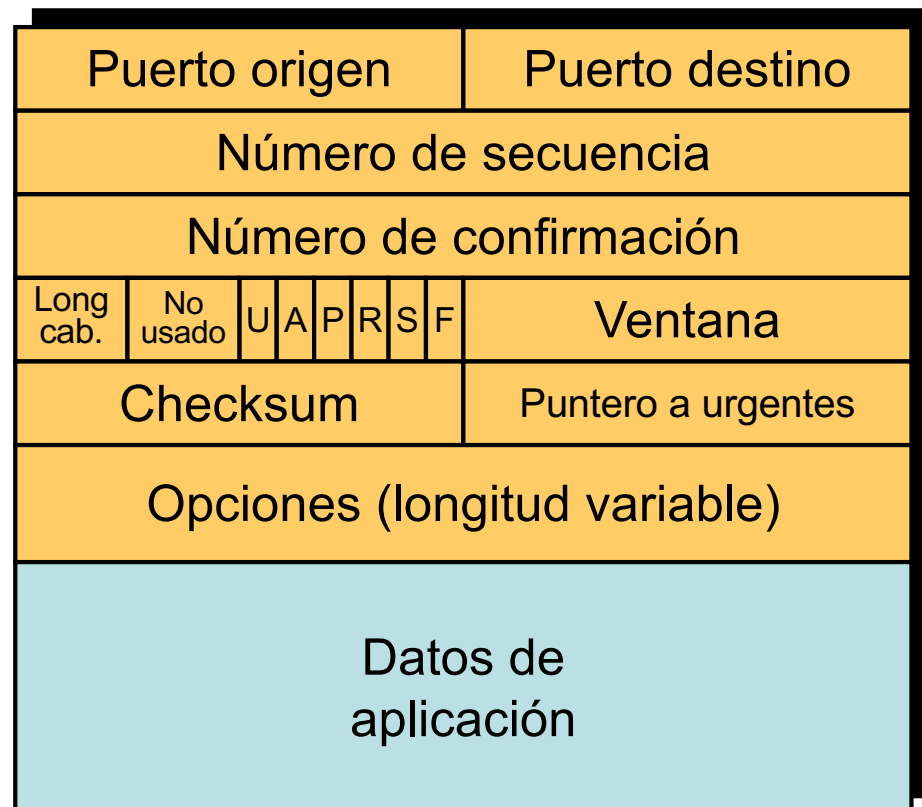 Puerto origen Puerto destino
Número de secuencia
Número de confirmación
Long cab. No usado U A P R S F Ventana
Checksum Puntero a urgentes
Opciones (longitud variable)
Datos de
aplicación